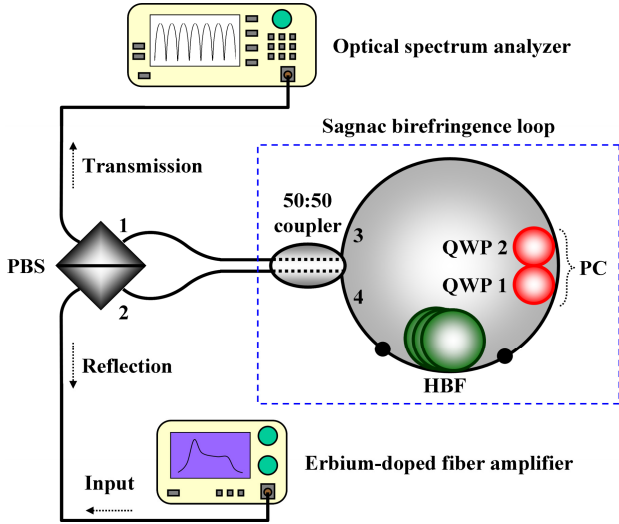 Optical spectrum analyzer
Sagnac birefringence loop
Transmission
50:50
coupler
1
3
QWP 2
PBS
PC
QWP 1
4
2
Reflection
HBF
Erbium-doped fiber amplifier
Input